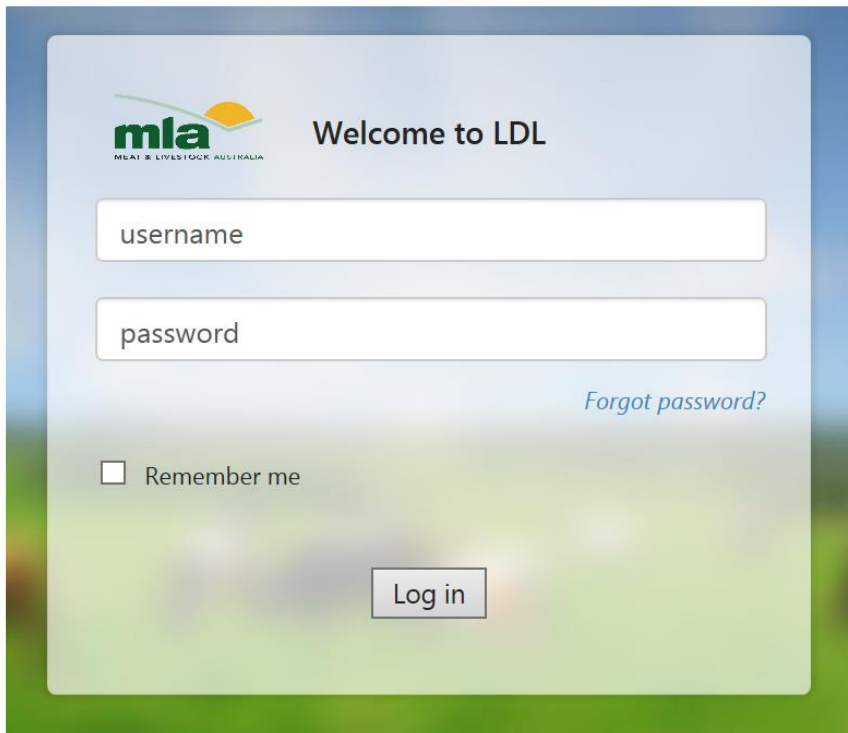 mla
MEAT & LIVESTOCK AUSTRALIA
Welcome to LDL
username
password
Forgot password?
Remember me
Log in